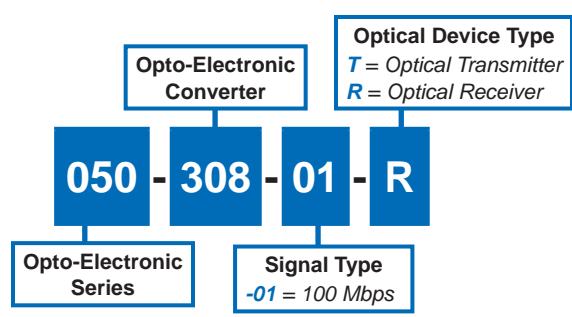 Optical Device Type
T = Optical Transmitter
R = Optical Receiver
Opto-Electronic
Converter
050 - 308 - 01 - R
Opto-Electronic
Series
Signal Type
-01 = 100 Mbps